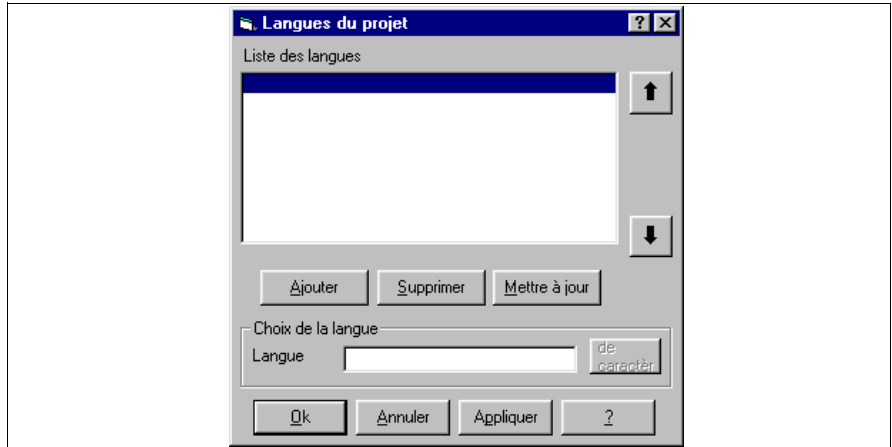 Langues du projet
Liste des langues
Ajouter Supprimer Mettre à jour
Choix de la langue
Langue
de
caractèr
Ok Annuler Appliquer ?